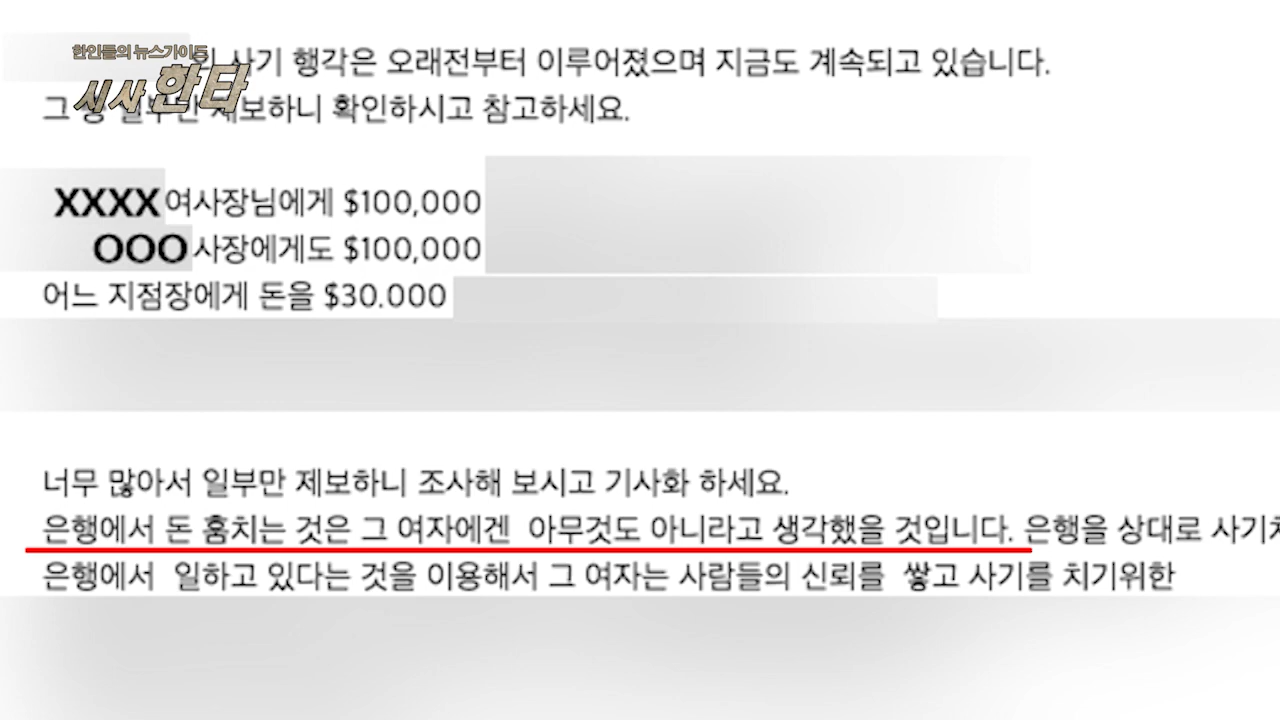 한인들의 뉴스가이드
시사 한타
사기 행각은 오래전부터 이루어졌으며 지금도 계속되고 있습니다.
그 중 일부만 제보하니 확인하시고 참고하세요.
XXXX 여사장님에게 $100,000
OOO 사장에게도 $100,000
어느 지점장에게 돈을 $30.000
너무 많아서 일부만 제보하니 조사해 보시고 기사화 하세요.
은행에서 돈 훔치는 것은 그 여자에겐 아무것도 아니라고 생각했을 것입니다. 은행을 상대로 사기
은행에서 일하고 있다는 것을 이용해서 그 여자는 사람들의 신뢰를 쌓고 사기를 치기위한